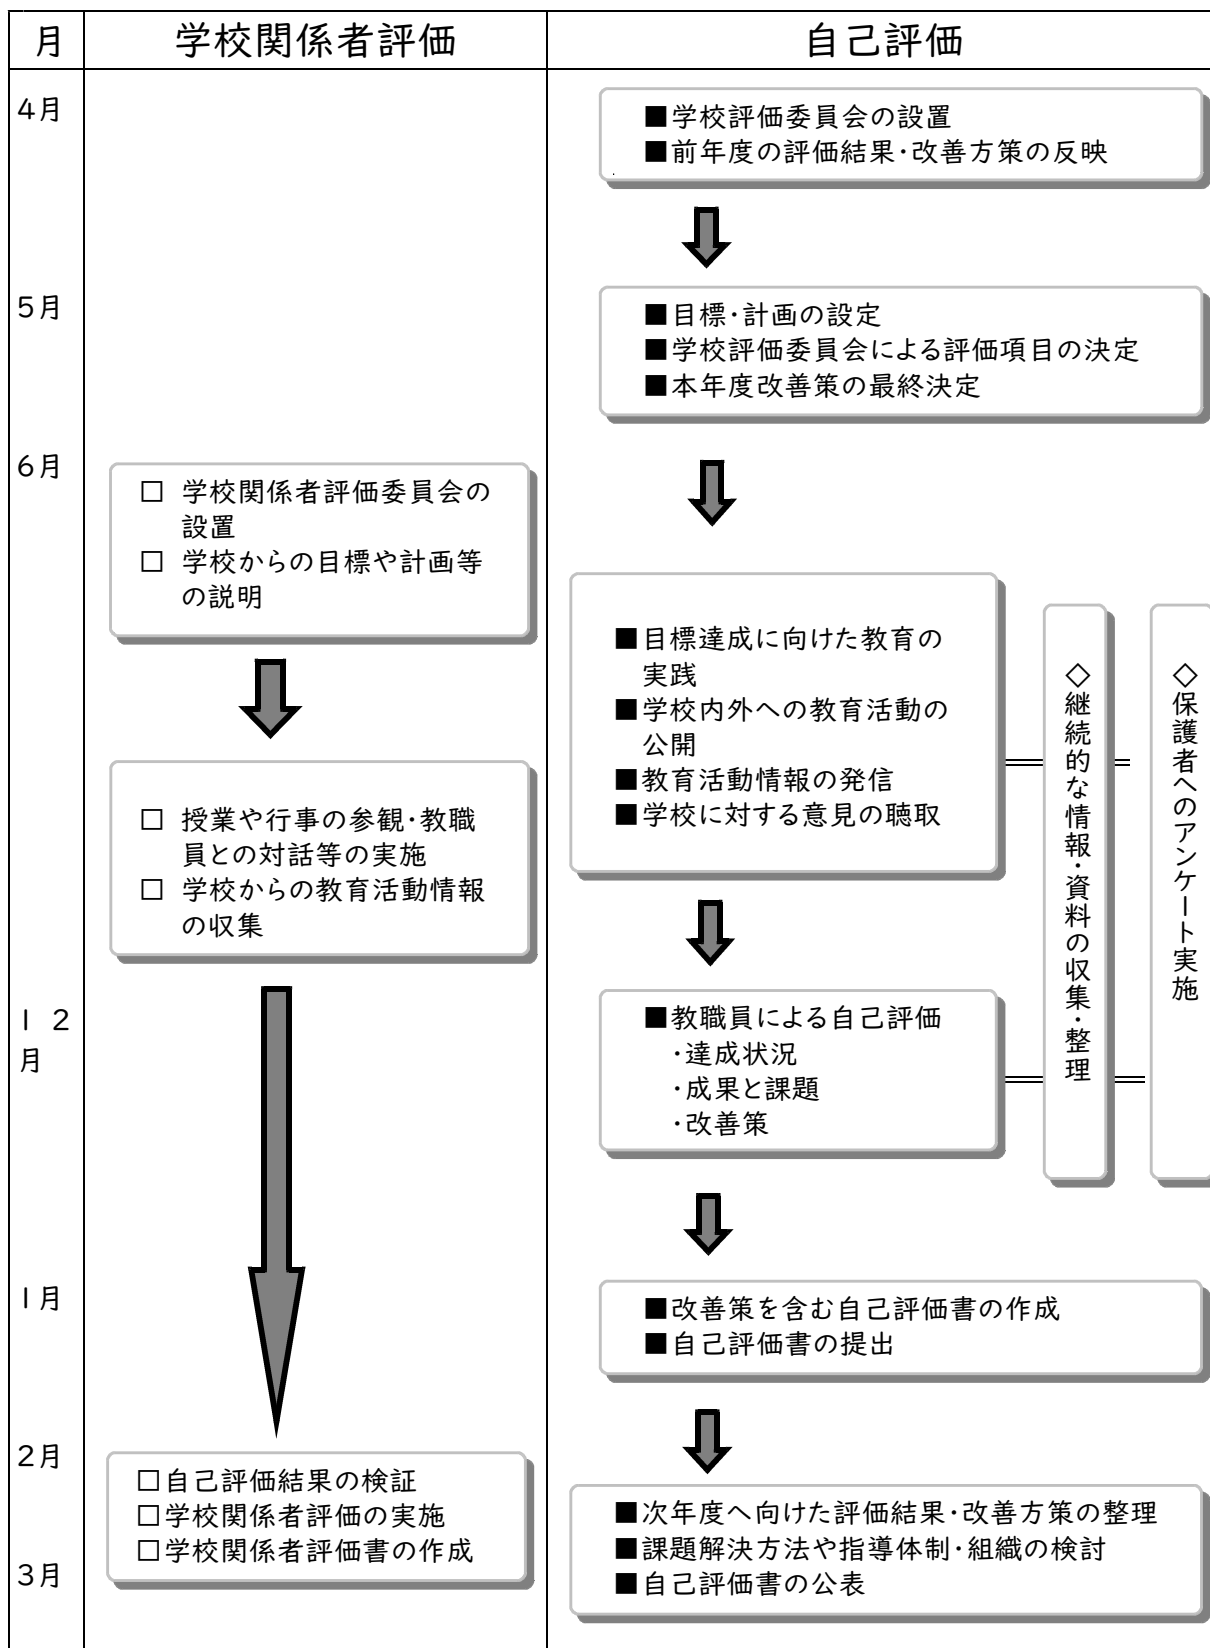 月
学校関係者評価
自己評価
4月
■学校評価委員会の設置
■前年度の評価結果・改善方策の反映
5月
■目標・計画の設定
■学校評価委員会による評価項目の決定
■本年度改善策の最終決定
6月
□ 学校関係者評価委員会の
設置
□ 学校からの目標や計画等
の説明
■目標達成に向けた教育の
実践
■学校内外への教育活動の
公開
■教育活動情報の発信
■学校に対する意見の聴取
◇継続的な情報・資料の収集・整理
◇保護者へのアンケート実施
□ 授業や行事の参観・教職
員との対話等の実施
□ 学校からの教育活動情報
の収集
1 2
月
■教職員による自己評価
・達成状況
・成果と課題
・改善策
1月
■改善策を含む自己評価書の作成
■自己評価書の提出
2月
□自己評価結果の検証
□学校関係者評価の実施
□学校関係者評価書の作成
3月
■次年度へ向けた評価結果・改善方策の整理
■課題解決方法や指導体制・組織の検討
■自己評価書の公表